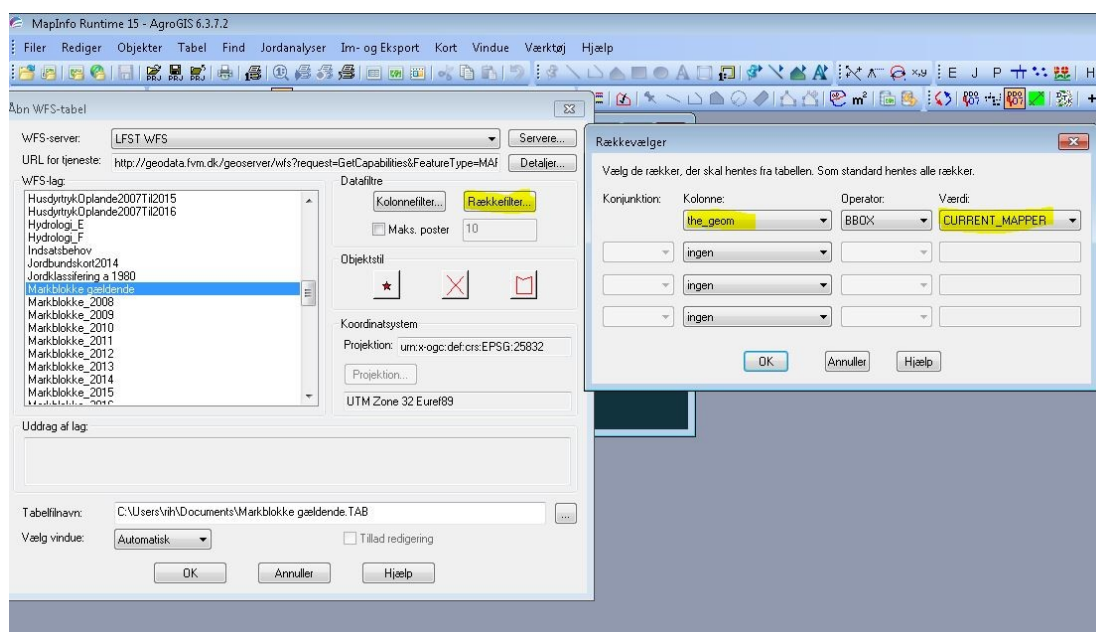 MapInfo Runtime 15 - AgroGIS 6.3.7.2
Filer Rediger Objekter Tabel Find Jordanalyser Im- og Eksport Kort Vindue Værktøj Hjælp
PRJ PRJ PRJ
E J P H
m²
Åbn WFS-tabel
WFS-server: LFST WFS Servere...
URL for tjeneste: http://geodata.fvm.dk/geoserver/wfs?request=GetCapabilities&FeatureType=MAF Detaljer...
WFS-lag:
HusdyrtrykOplande2007Til2015
HusdyrtrykOplande2007Til2016
Hydrologi_E
Hydrologi_F
Indsatsbehov
Jordbundskort2014
Jordklassifering a 1980
Markblokke gældende
Markblokke_2008
Markblokke_2009
Markblokke_2010
Markblokke_2011
Markblokke_2012
Markblokke_2013
Markblokke_2014
Markblokke_2015
Datafiltre
Kolonnefilter... Rækkefilter...
Maks. poster 10
Objektstil
Koordinatsystem
Projektion: urn:x-ogc:def:crs:EPSG:25832
Projektion...
UTM Zone 32 Euref89
Uddrag af lag:
Tabelfilnavn: C:\Users\rih\Documents\Markblokke gældende.TAB ...
Vælg vindue: Automatisk Tillad redigering
OK Annuller Hjælp
Rækkevælger
Vælg de rækker, der skal hentes fra tabellen. Som standard hentes alle rækker.
Konjunktion: Kolonne: Operator: Værdi:
the_geom BBOX CURRENT_MAPPER
ingen
ingen
ingen
OK Annuller Hjælp